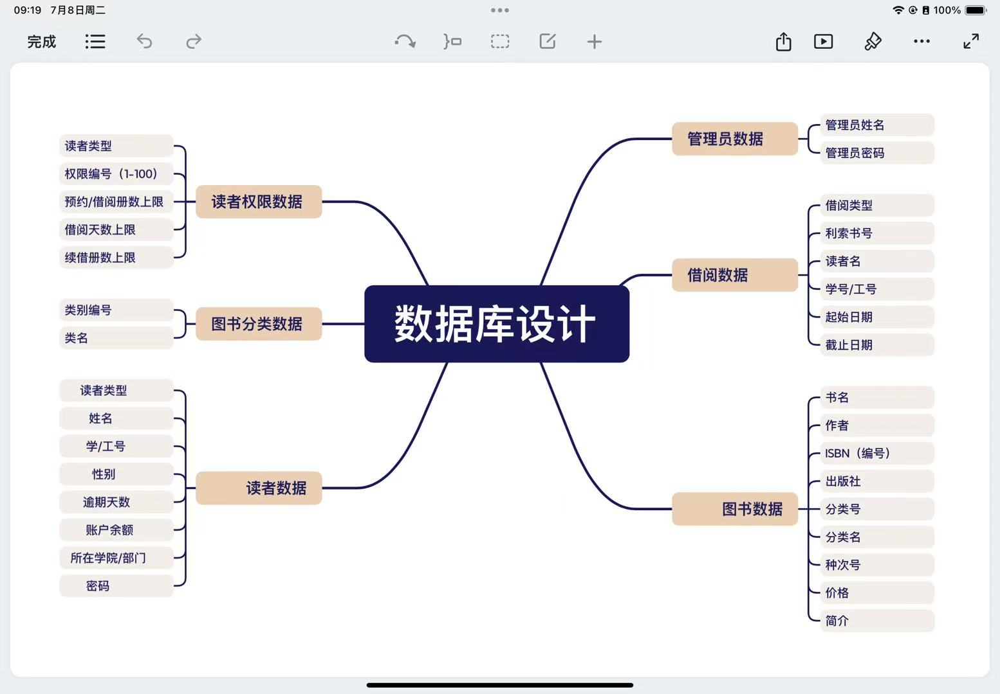 09:19 7月8日周二
100%
完成
数据库设计
读者权限数据
读者类型
权限编号（1-100）
预约/借阅册数上限
借阅天数上限
续借册数上限
图书分类数据
类别编号
类名
读者数据
读者类型
姓名
学/工号
性别
逾期天数
账户余额
所在学院/部门
密码
管理员数据
管理员姓名
管理员密码
借阅数据
借阅类型
利索书号
读者名
学号/工号
起始日期
截止日期
图书数据
书名
作者
ISBN（编号）
出版社
分类号
分类名
种次号
价格
简介